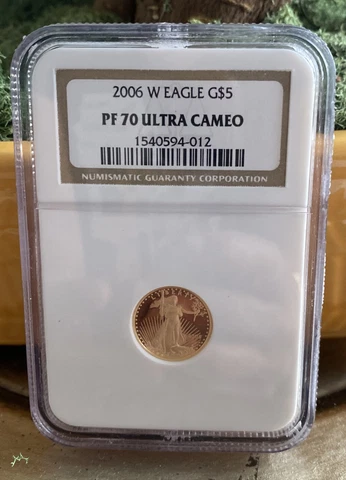 2006 W EAGLE G$5
PF 70 ULTRA CAMEO
1540594-012
NUMISMATIC GUARANTY CORPORATION